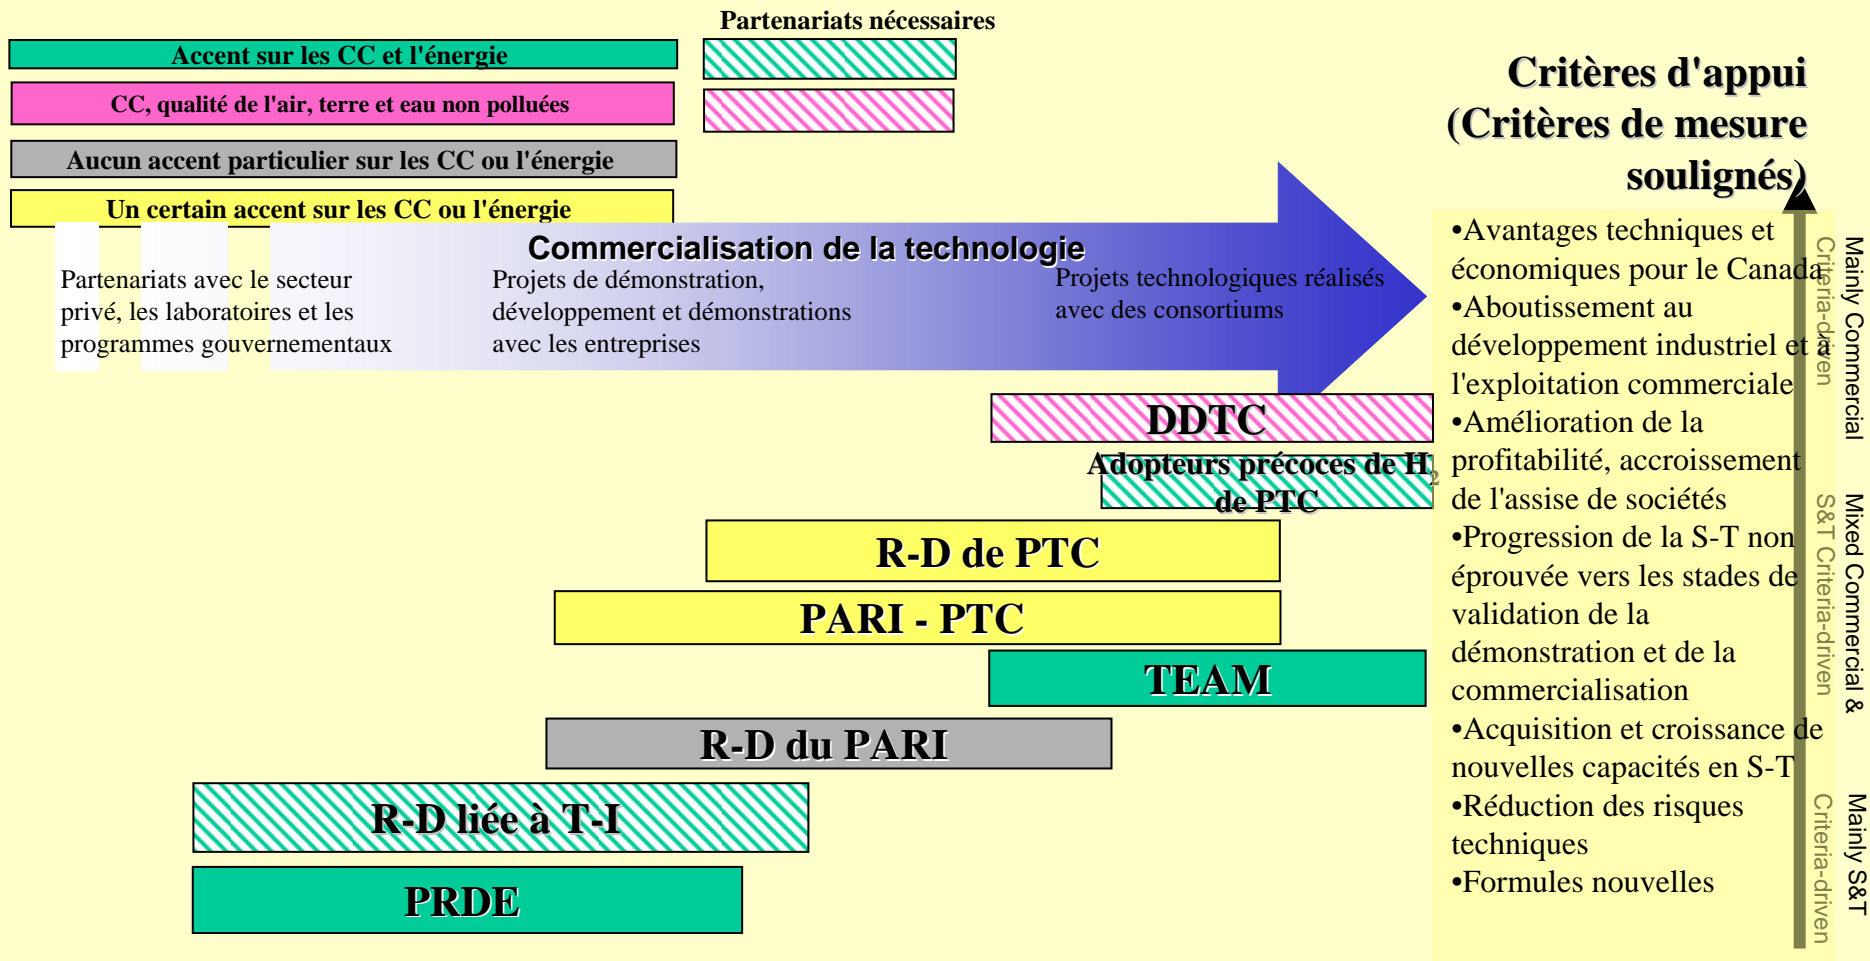 Partenariats nécessaires
Accent sur les CC et l'énergie
CC, qualité de l'air, terre et eau non polluées
Aucun accent particulier sur les CC ou l'énergie
Un certain accent sur les CC ou l'énergie
Critères d'appui
(Critères de mesure
soulignés)
Commercialisation de la technologie
Partenariats avec le secteur
privé, les laboratoires et les
programmes gouvernementaux
Projets de démonstration,
développement et démonstrations
avec les entreprises
Projets technologiques réalisés
avec des consortiums
DDTC
Adopteurs précoces de H2
de PTC
R-D de PTC
PARI - PTC
TEAM
R-D du PARI
R-D liée à T-I
PRDE
•Avantages techniques et
économiques pour le Canada
•Aboutissement au
développement industriel et à
l'exploitation commerciale
•Amélioration de la
profitabilité, accroissement
de l'assise de sociétés
•Progression de la S-T non
éprouvée vers les stades de
validation de la
démonstration et de la
commercialisation
•Acquisition et croissance de
nouvelles capacités en S-T
•Réduction des risques
techniques
•Formules nouvelles
Mainly Commercial
Criteria-driven
Mixed Commercial &
S&T Criteria-driven
Mainly S&T
Criteria-driven